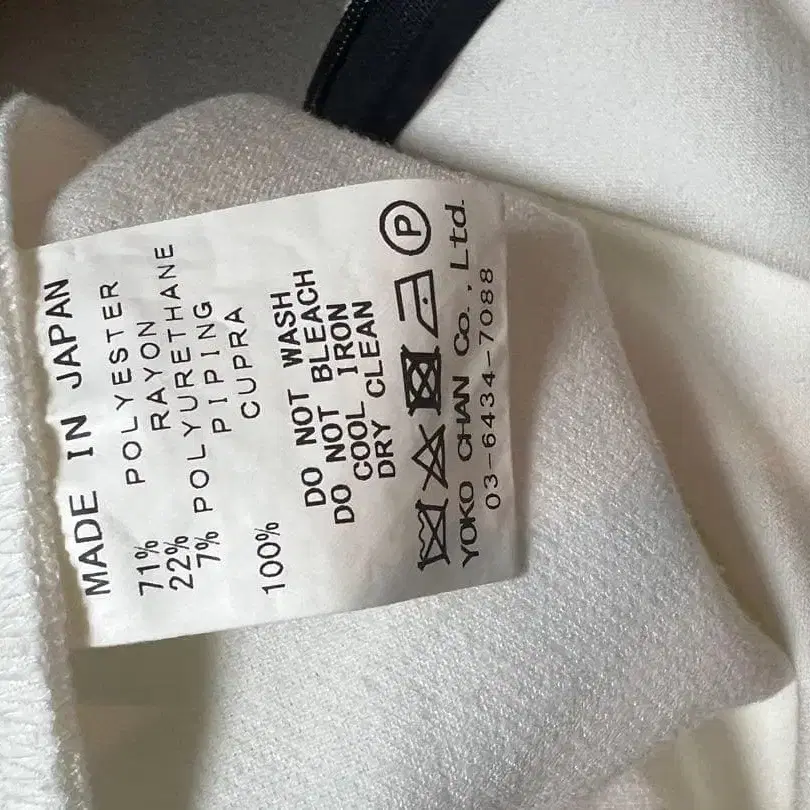 MADE IN JAPAN
71% POLYESTER
22% RAYON
7% POLYURETHANE
PIPING
100% CUPRA
DO NOT WASH
DO NOT BLEACH
COOL IRON
DRY CLEAN
P
YOKO CHAN Co.,Ltd.
03-6434-7088